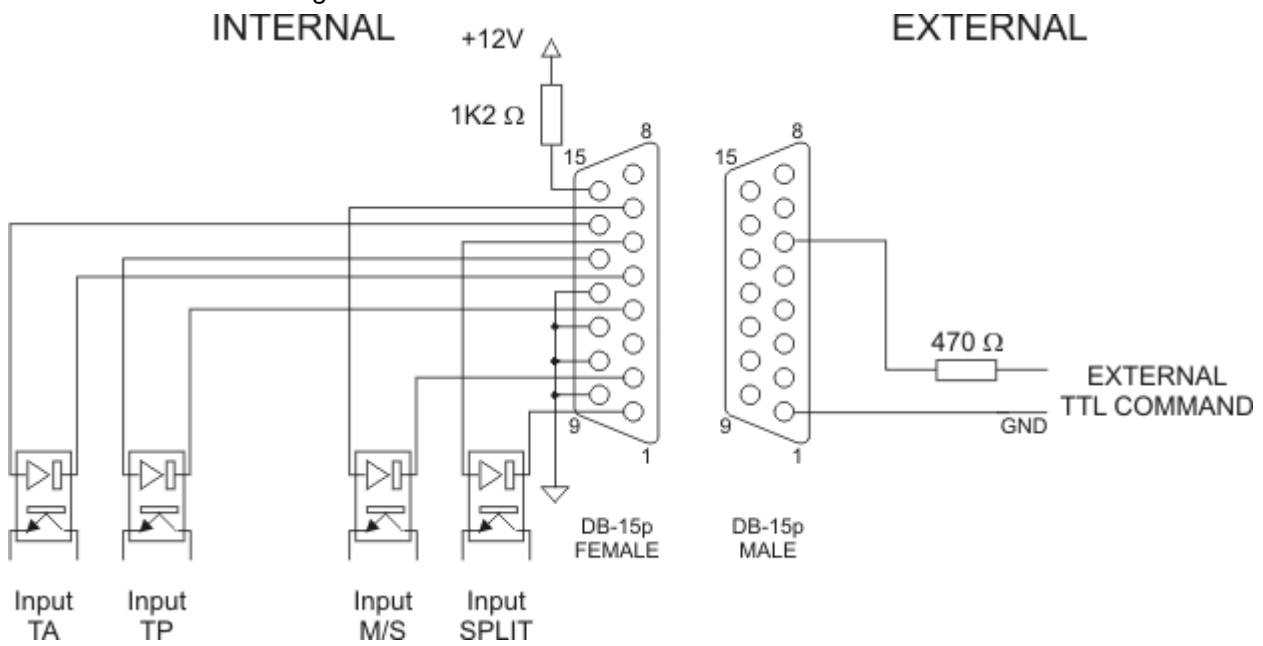 INTERNAL
EXTERNAL
+12V
1K2 Ω
8
15
8
15
470 Ω
EXTERNAL
TTL COMMAND
GND
9
1
9
1
DB-15p
FEMALE
DB-15p
MALE
Input
TA
Input
TP
Input
M/S
Input
SPLIT